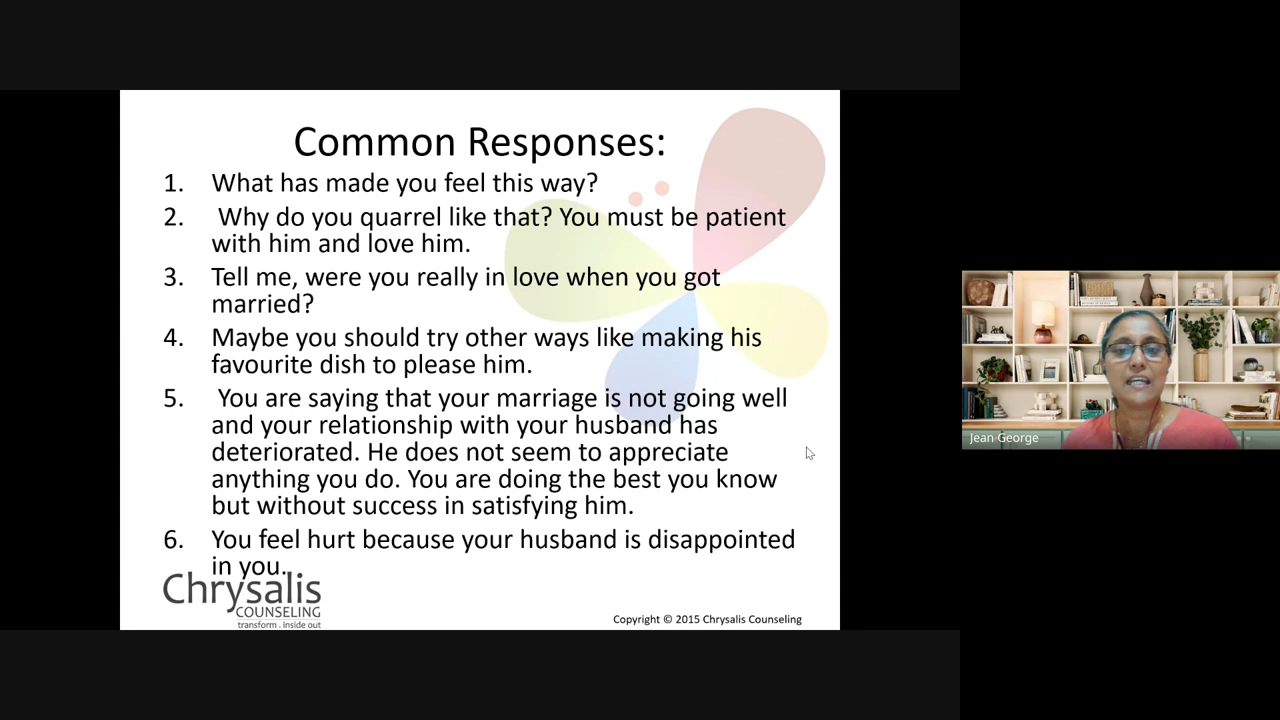 Common Responses:
1. What has made you feel this way?
2. Why do you quarrel like that? You must be patient
with him and love him.
3. Tell me, were you really in love when you got
married?
4. Maybe you should try other ways like making his
favourite dish to please him.
5. You are saying that your marriage is not going well
and your relationship with your husband has
deteriorated. He does not seem to appreciate
anything you do. You are doing the best you know
but without success in satisfying him.
6. You feel hurt because your husband is disappointed
in you.
Chrysalis
COUNSELING
transform . inside out
Copyright © 2015 Chrysalis Counseling
Jean George